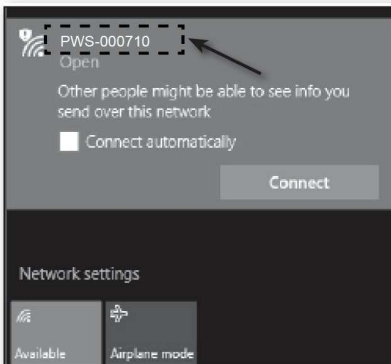 PWS-000710
Open
Other people might be able to see info you
send over this network
Connect automatically
Connect
Network settings
Available
Airplane mode